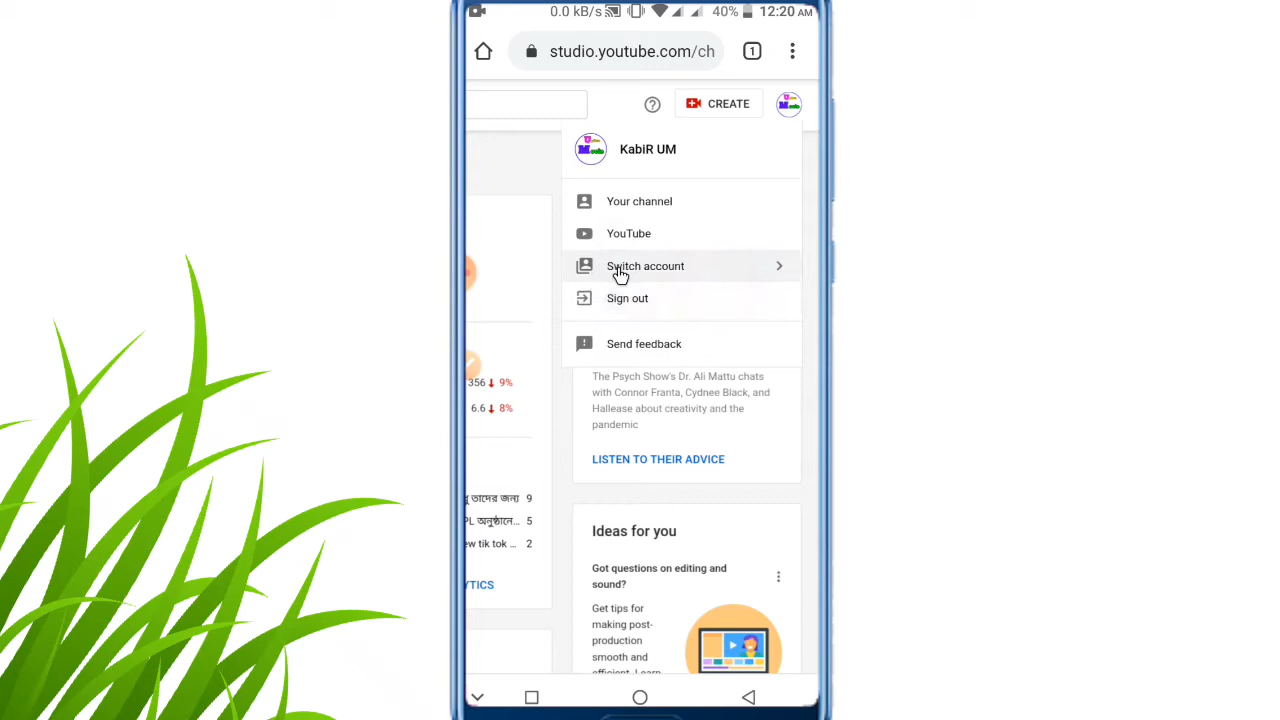 0.0 kB/s 40% 12:20 AM
studio.youtube.com/ch 1
CREATE
KabiR UM
Your channel
YouTube
Switch account
Sign out
Send feedback
356 9%
6.6 8%
The Psych Show's Dr. Ali Mattu chats
with Connor Franta, Cydnee Black, and
Hallease about creativity and the
pandemic
LISTEN TO THEIR ADVICE
তাদের জন্য 9
PL অনুষ্ঠানে... 5
ew tik tok ... 2
YTICS
Ideas for you
Got questions on editing and
sound?
Get tips for
making post-
production
smooth and
efficient. Learn